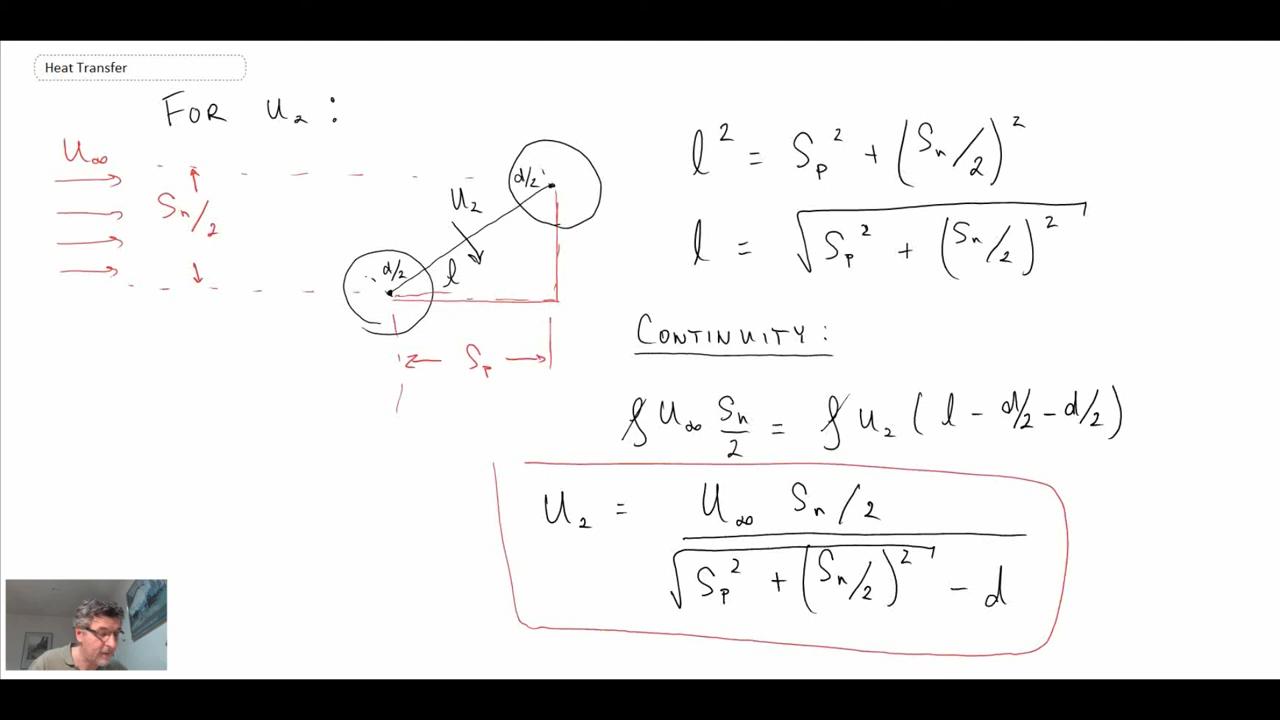 Heat Transfer
FOR U₂ :
U∞
Sn/2
d/2
U₂
d/2
l
Sp
l² = Sp² + (Sn/2)²
l = √(Sp² + (Sn/2)²)
CONTINUITY :
ρ U∞ Sn/2 = ρ U₂ ( l - d/2 - d/2 )
U₂ = U∞ Sn/2 / (√(Sp² + (Sn/2)²) - d)